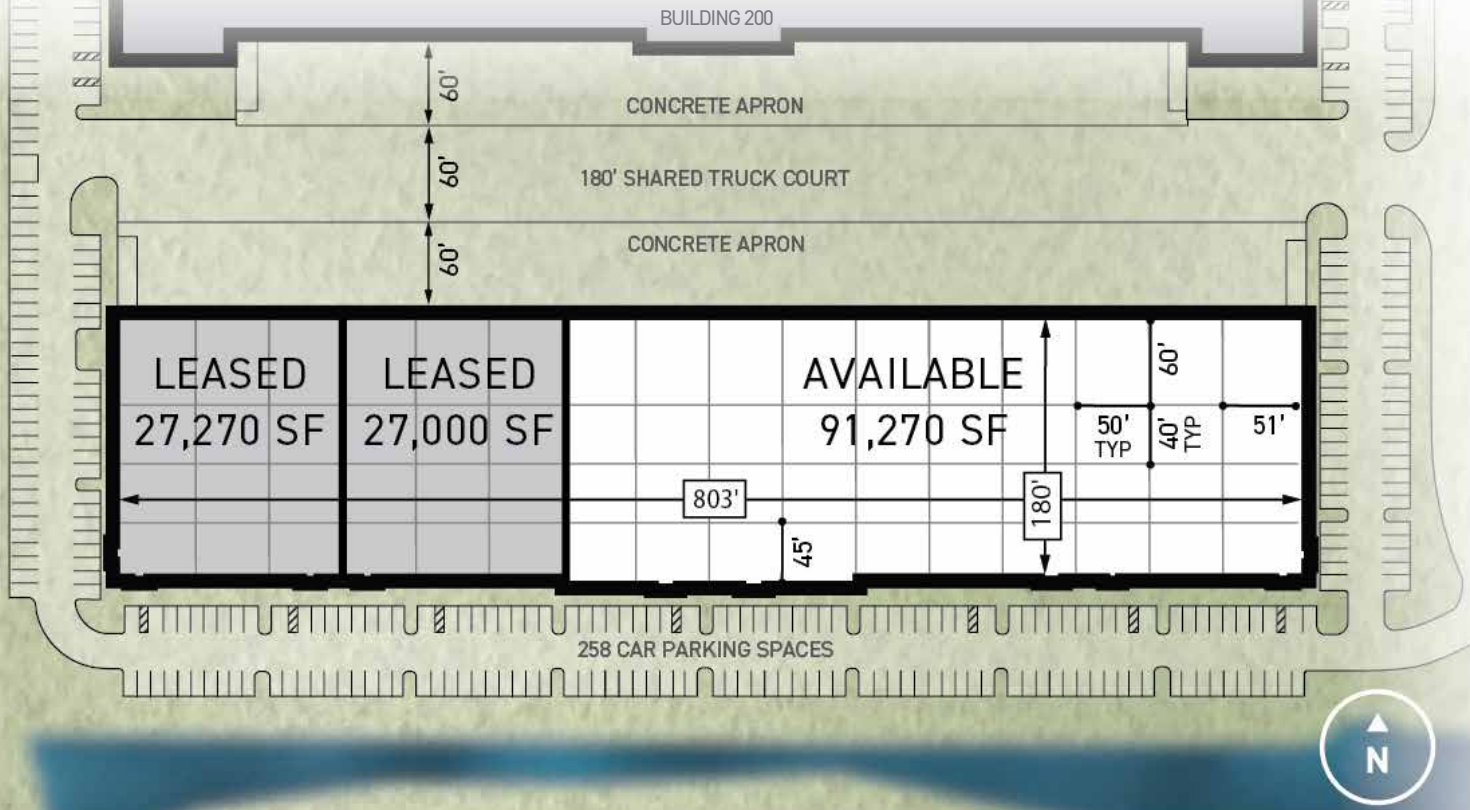 BUILDING 200
60'
CONCRETE APRON
60'
180' SHARED TRUCK COURT
60'
CONCRETE APRON
LEASED
27,270 SF
LEASED
27,000 SF
AVAILABLE
91,270 SF
60'
50'
TYP
40'
TYP
51'
803'
180'
45'
258 CAR PARKING SPACES
N